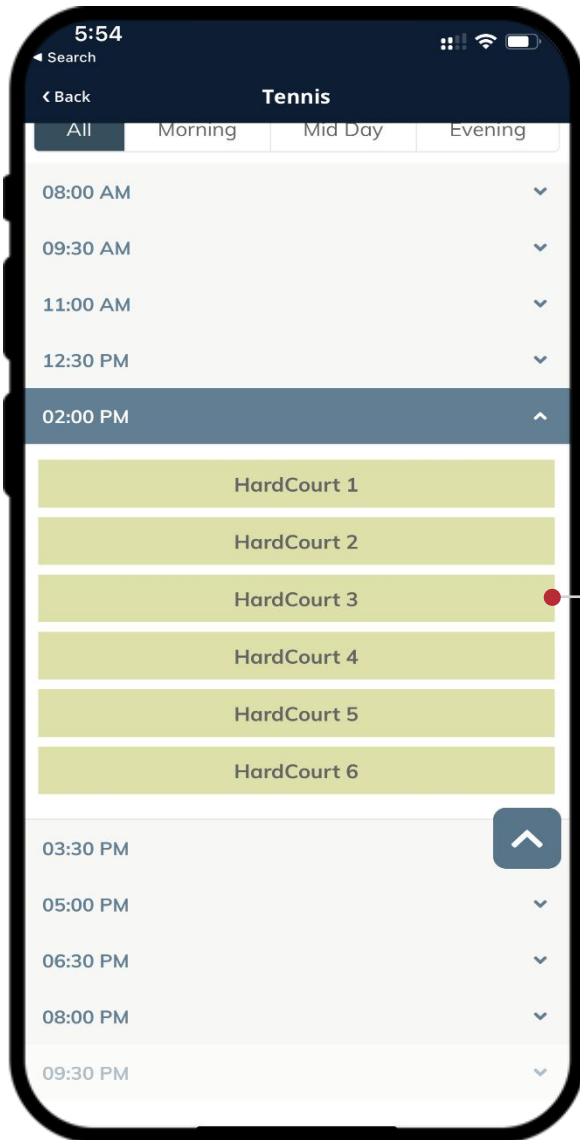 5:54
Search
Back Tennis
All Morning Mid Day Evening
08:00 AM
09:30 AM
11:00 AM
12:30 PM
02:00 PM
HardCourt 1
HardCourt 2
HardCourt 3
HardCourt 4
HardCourt 5
HardCourt 6
03:30 PM
05:00 PM
06:30 PM
08:00 PM
09:30 PM